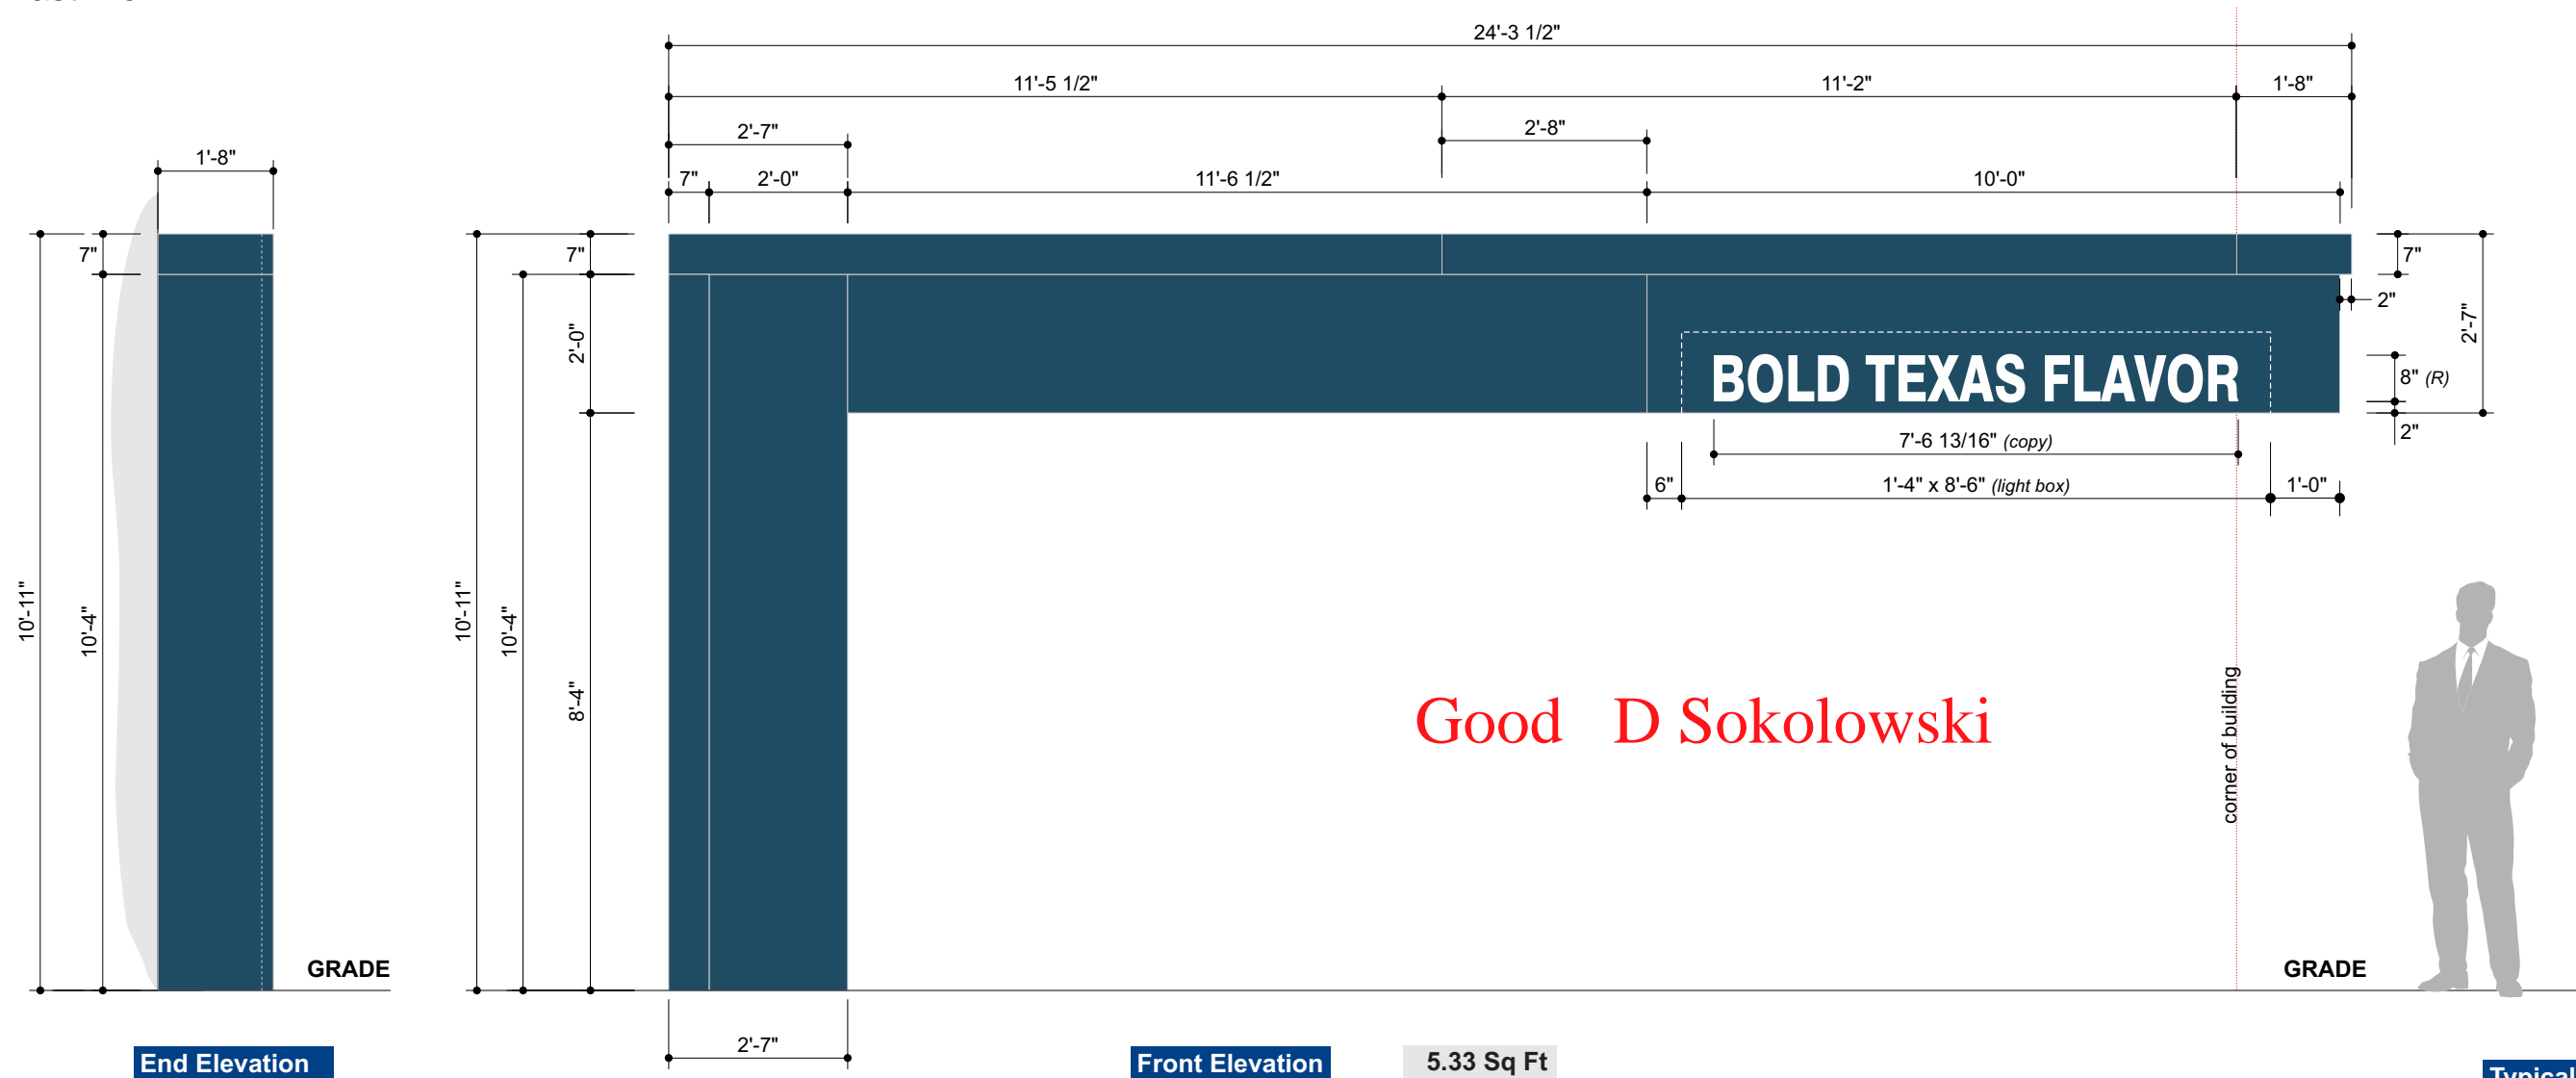 24'-3 1/2"
11'-5 1/2" 11'-2" 1'-8"
2'-7" 2'-8"
1'-8" 7" 2'-0" 11'-6 1/2" 10'-0"
7" 7" 7"
2"
2'-0" 2'-7"
BOLD TEXAS FLAVOR
8" (R)
2"
7'-6 13/16" (copy)
6" 1'-4" x 8'-6" (light box) 1'-0"
10'-11" 10'-4" 10'-11" 10'-4" 8'-4"
Good D Sokolowski
corner of building
GRADE GRADE
2'-7"
End Elevation Front Elevation 5.33 Sq Ft
Typical